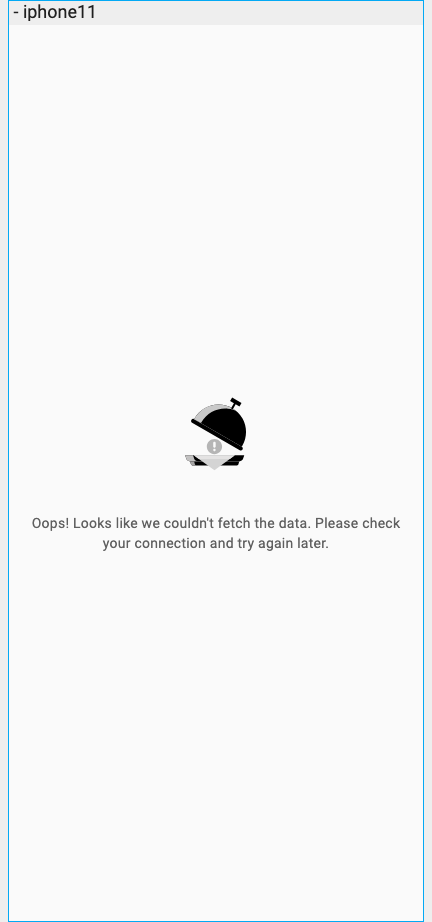 - iphone11
Oops! Looks like we couldn't fetch the data. Please check
your connection and try again later.